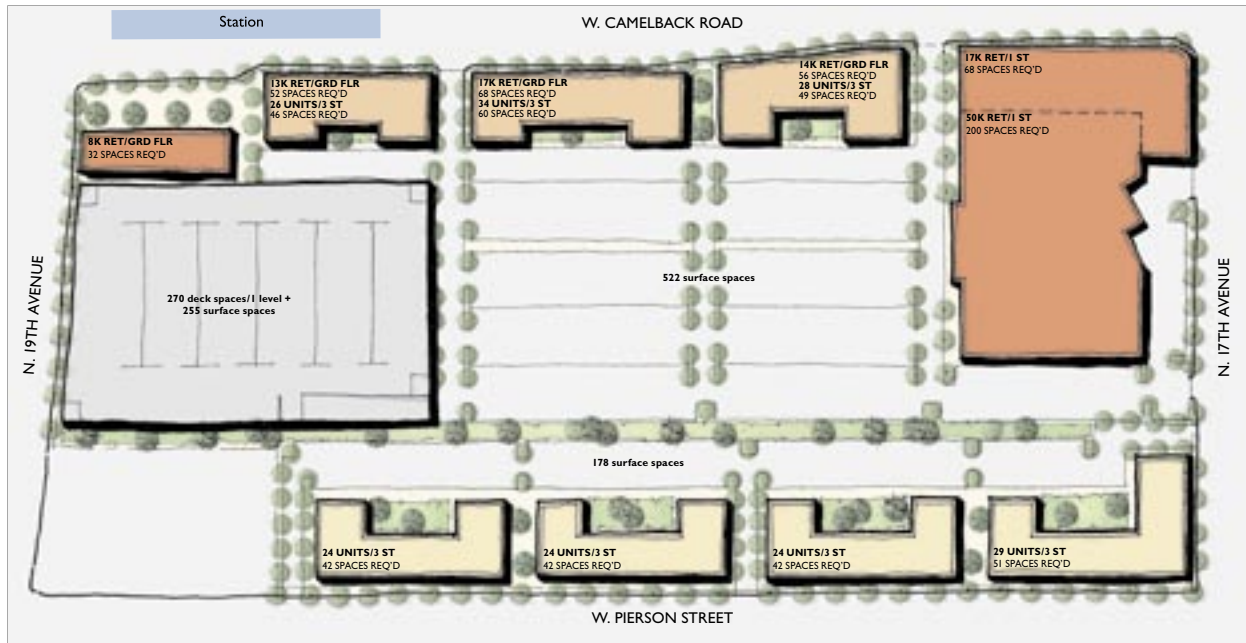 Station
W. CAMELBACK ROAD
13K RET/GRD FLR
52 SPACES REQ'D
26 UNITS/3 ST
46 SPACES REQ'D
17K RET/GRD FLR
68 SPACES REQ'D
34 UNITS/3 ST
60 SPACES REQ'D
14K RET/GRD FLR
56 SPACES REQ'D
28 UNITS/3 ST
49 SPACES REQ'D
17K RET/1 ST
68 SPACES REQ'D
50K RET/1 ST
200 SPACES REQ'D
8K RET/GRD FLR
32 SPACES REQ'D
N. 19TH AVENUE
270 deck spaces/1 level +
255 surface spaces
522 surface spaces
N. 17TH AVENUE
178 surface spaces
24 UNITS/3 ST
42 SPACES REQ'D
24 UNITS/3 ST
42 SPACES REQ'D
24 UNITS/3 ST
42 SPACES REQ'D
29 UNITS/3 ST
51 SPACES REQ'D
W. PIERSON STREET